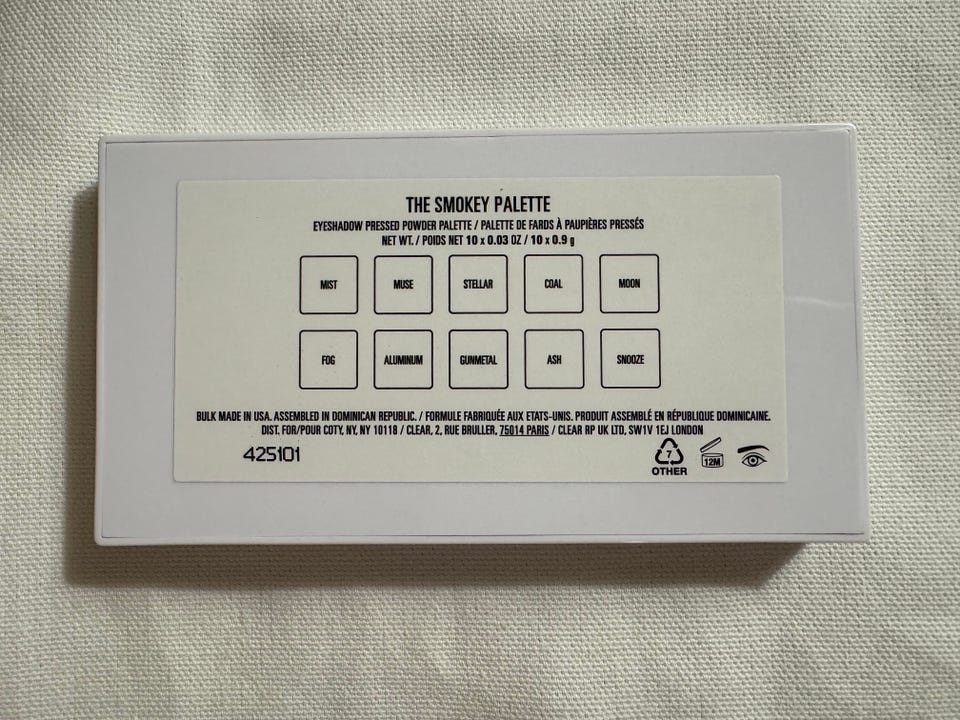 THE SMOKEY PALETTE
EYESHADOW PRESSED POWDER PALETTE / PALETTE DE FARDS À PAUPIÈRES PRESSÉS
NET WT. / POIDS NET 10 x 0.03 OZ / 10 x 0.9 g
MIST MUSE STELLAR COAL MOON
FOG ALUMINUM GUNMETAL ASH SNOOZE
BULK MADE IN USA. ASSEMBLED IN DOMINICAN REPUBLIC. / FORMULE FABRIQUÉE AUX ETATS-UNIS. PRODUIT ASSEMBLÉ EN RÉPUBLIQUE DOMINICAINE.
DIST. FOR/POUR COTY, NY, NY 10118 / CLEAR, 2, RUE BRULLER, 75014 PARIS / CLEAR RP UK LTD, SW1V 1EJ LONDON
425101
7 12M
OTHER